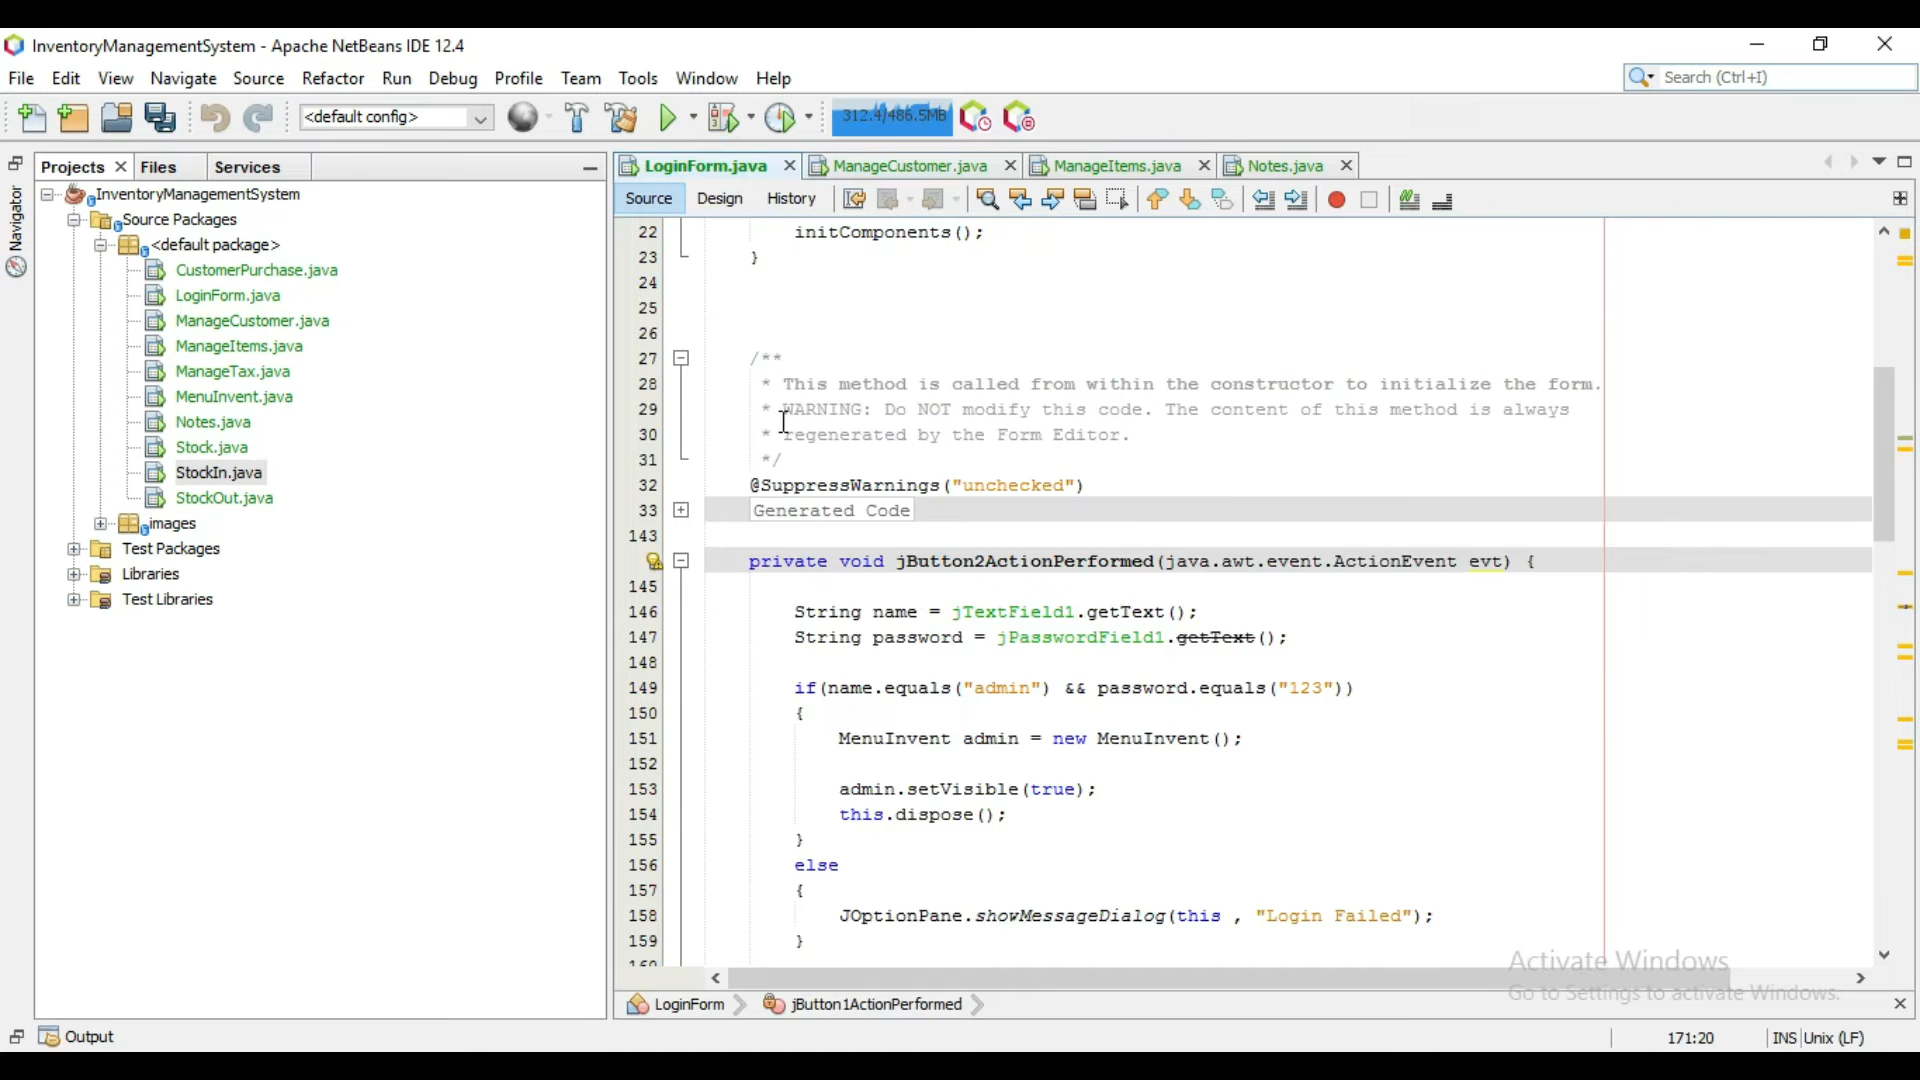 InventoryManagementSystem - Apache NetBeans IDE 12.4
File Edit View Navigate Source Refactor Run Debug Profile Team Tools Window Help
Search (Ctrl+I)
<default config>
312.4/486.5MB
Projects Files Services
Navigator
InventoryManagementSystem
Source Packages
<default package>
CustomerPurchase.java
LoginForm.java
ManageCustomer.java
ManageItems.java
ManageTax.java
MenuInvent.java
Notes.java
Stock.java
StockIn.java
StockOut.java
images
Test Packages
Libraries
Test Libraries
LoginForm.java ManageCustomer.java ManageItems.java Notes.java
Source Design History
22 initComponents();
23 }
24
25
26
27 /**
28 * This method is called from within the constructor to initialize the form.
29 * WARNING: Do NOT modify this code. The content of this method is always
30 * regenerated by the Form Editor.
31 */
32 @SuppressWarnings("unchecked")
33 Generated Code
143
private void jButton2ActionPerformed(java.awt.event.ActionEvent evt) {
145
146 String name = jTextField1.getText();
147 String password = jPasswordField1.getText();
148
149 if(name.equals("admin") && password.equals("123"))
150 {
151 MenuInvent admin = new MenuInvent();
152
153 admin.setVisible(true);
154 this.dispose();
155 }
156 else
157 {
158 JOptionPane.showMessageDialog(this , "Login Failed");
159 }
160
Activate Windows
Go to Settings to activate Windows.
LoginForm jButton1ActionPerformed
Output
171:20 INS Unix (LF)